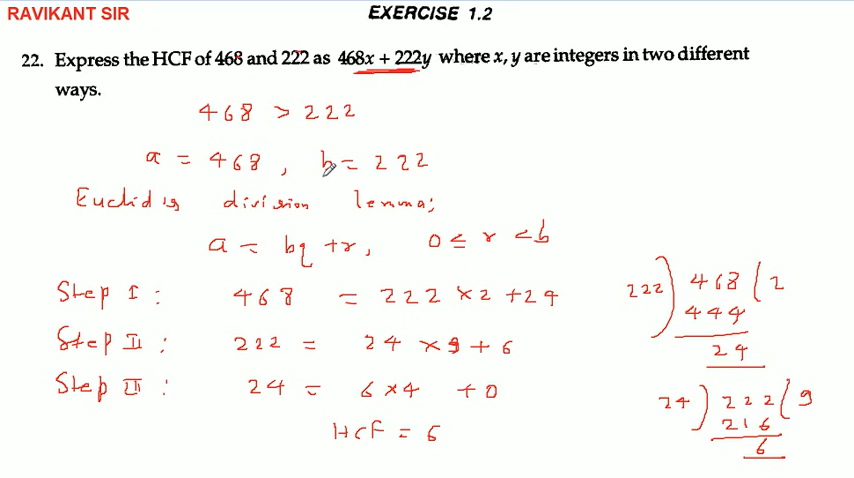 RAVIKANT SIR
EXERCISE 1.2
22. Express the HCF of 468 and 222 as 468x + 222y where x, y are integers in two different
ways.
468 > 222
a = 468, b = 222
Euclid's division lemma;
a = bq + r, 0 ≤ r < b
Step I : 468 = 222 × 2 + 24
Step II : 222 = 24 × 9 + 6
Step III : 24 = 6 × 4 + 0
HCF = 6
222 ) 468 ( 2
444
24
24 ) 222 ( 9
216
6